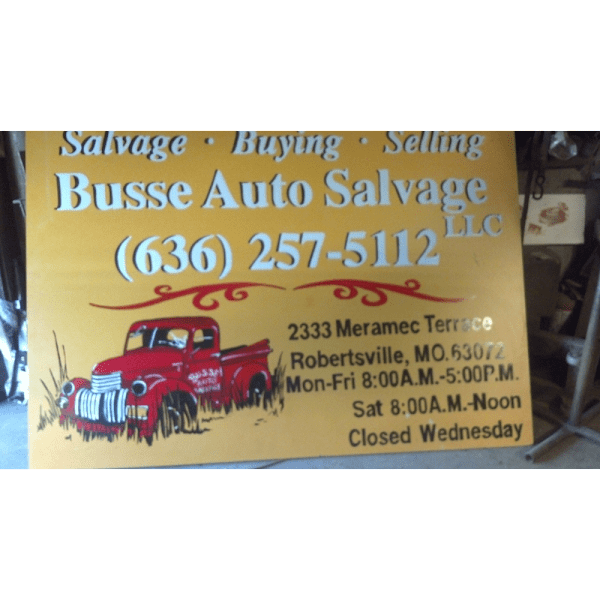 Salvage · Buying · Selling
Busse Auto Salvage
LLC
(636) 257-5112
2333 Meramec Terrace
Robertsville, MO. 63072
Mon-Fri 8:00A.M.-5:00P.M.
Sat 8:00A.M.-Noon
Closed Wednesday